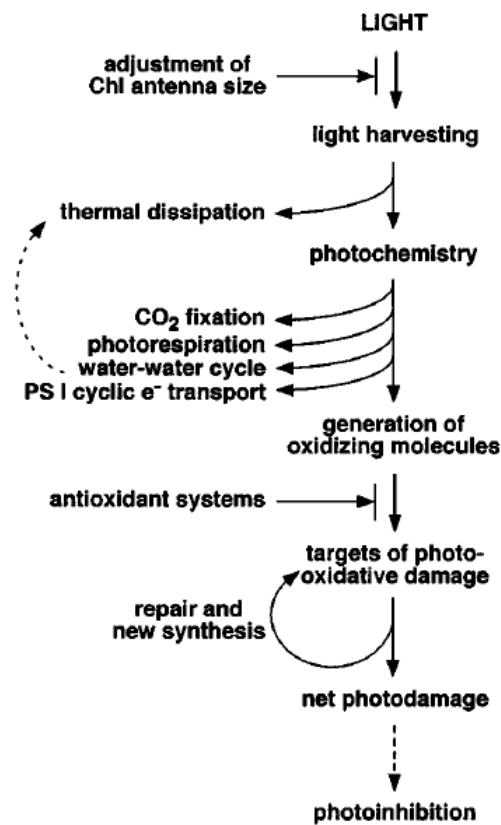 LIGHT
adjustment of
Chl antenna size
light harvesting
thermal dissipation
photochemistry
CO₂ fixation
photorespiration
water-water cycle
PS I cyclic e⁻ transport
generation of
oxidizing molecules
antioxidant systems
targets of photo-
oxidative damage
repair and
new synthesis
net photodamage
photoinhibition